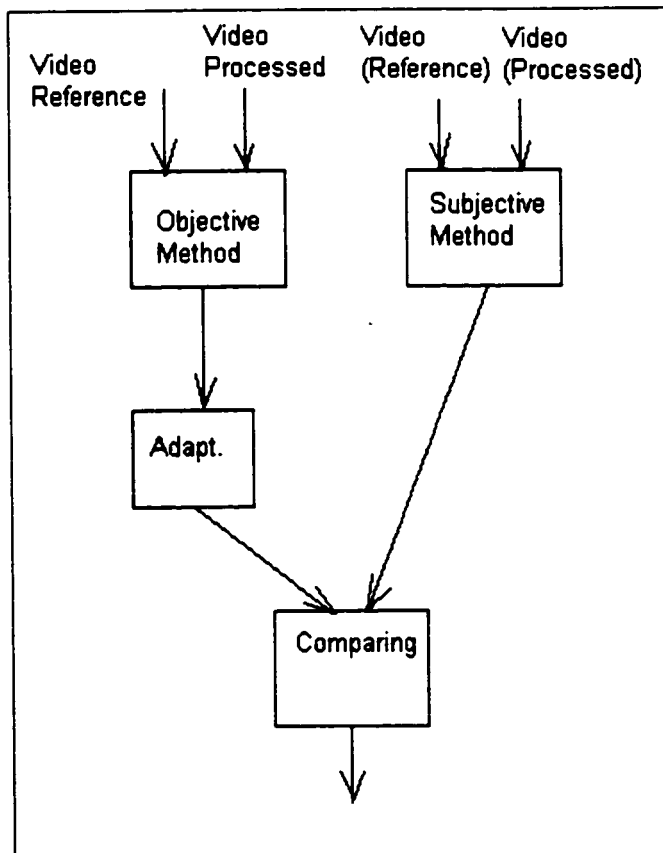 Video
Reference
Video
Processed
Video
(Reference)
Video
(Processed)
Objective
Method
Subjective
Method
Adapt.
Comparing